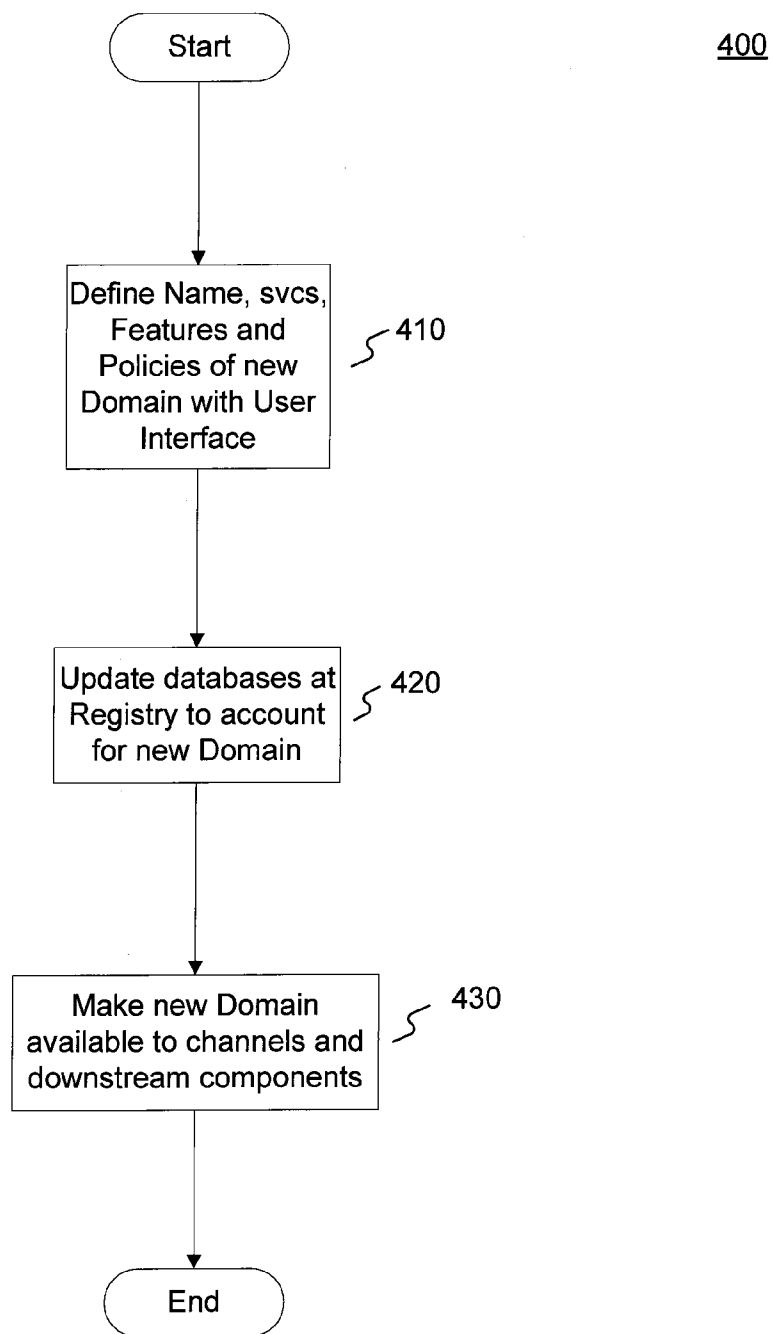 Start
400
Define Name, svcs,
Features and
Policies of new
Domain with User
Interface
410
Update databases at
Registry to account
for new Domain
420
Make new Domain
available to channels and
downstream components
430
End